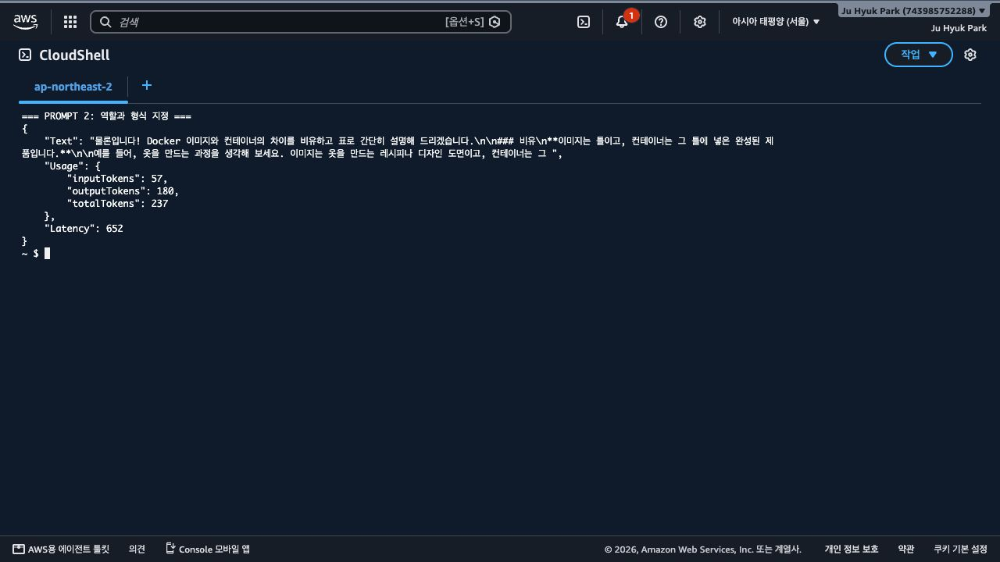 aws
검색
[옵션+S]
1
아시아 태평양 (서울)
Ju Hyuk Park (743985752288)
Ju Hyuk Park
CloudShell
작업
ap-northeast-2
+
=== PROMPT 2: 역할과 형식 지정 ===
{
    "Text": "물론입니다! Docker 이미지와 컨테이너의 차이를 비유하고 표로 간단히 설명해 드리겠습니다.\n\n### 비유\n**이미지는 틀이고, 컨테이너는 그 틀에 넣은 완성된 제
품입니다.**\n\n예를 들어, 옷을 만드는 과정을 생각해 보세요. 이미지는 옷을 만드는 레시피나 디자인 도면이고, 컨테이너는 그 ",
    "Usage": {
        "inputTokens": 57,
        "outputTokens": 180,
        "totalTokens": 237
    },
    "Latency": 652
}
~ $
AWS용 에이전트 툴킷
의견
Console 모바일 앱
© 2026, Amazon Web Services, Inc. 또는 계열사.
개인 정보 보호
약관
쿠키 기본 설정